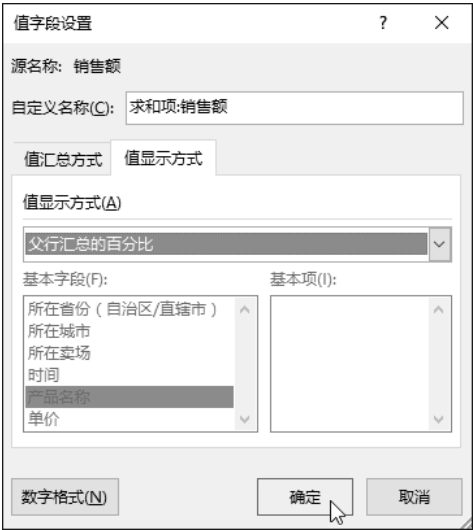 值字段设置 ? ×
源名称: 销售额
自定义名称(C): 求和项:销售额
值汇总方式 值显示方式
值显示方式(A)
父行汇总的百分比
基本字段(F): 基本项(I):
所在省份（自治区/直辖市）
所在城市
所在卖场
时间
产品名称
单价
数字格式(N) 确定 取消